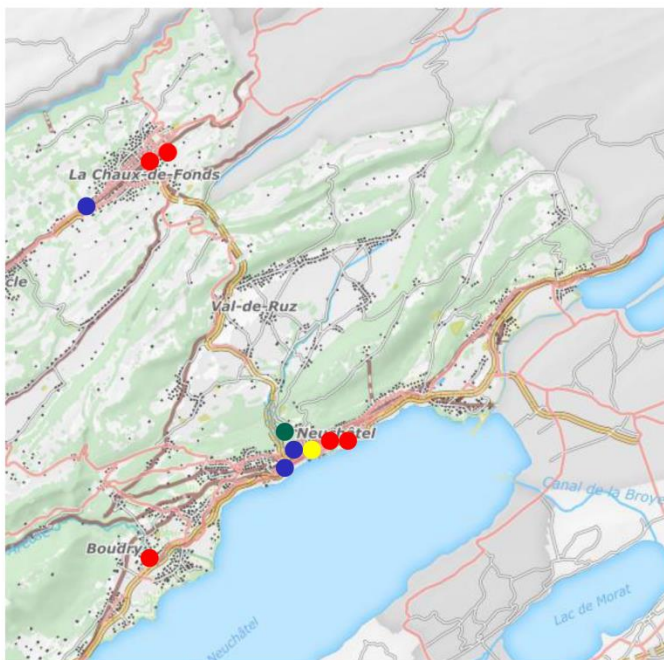 La Chaux-de-Fonds
cle
Val-de-Ruz
Neuchâtel
Canal de la Broye
Boudry
Lac de Morat
Neuchâtel